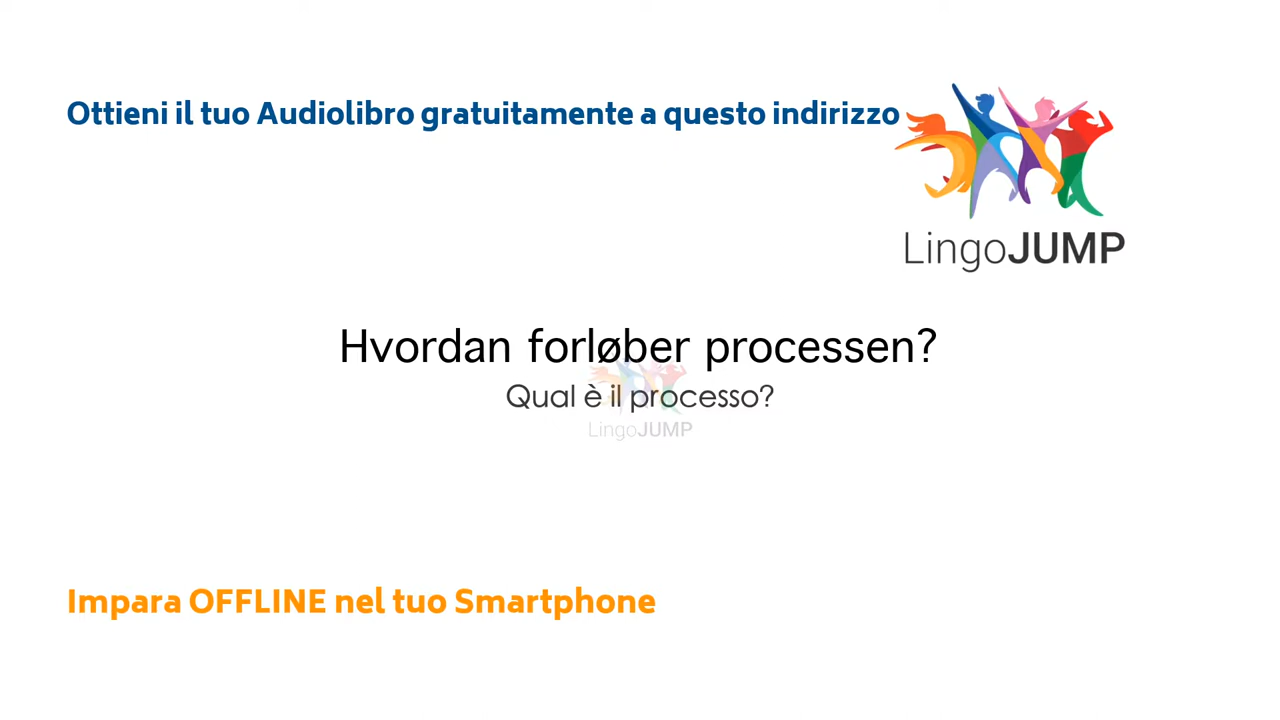 Ottieni il tuo Audiolibro gratuitamente a questo indirizzo
LingoJUMP
Hvordan forløber processen?
Qual è il processo?
LingoJUMP
Impara OFFLINE nel tuo Smartphone